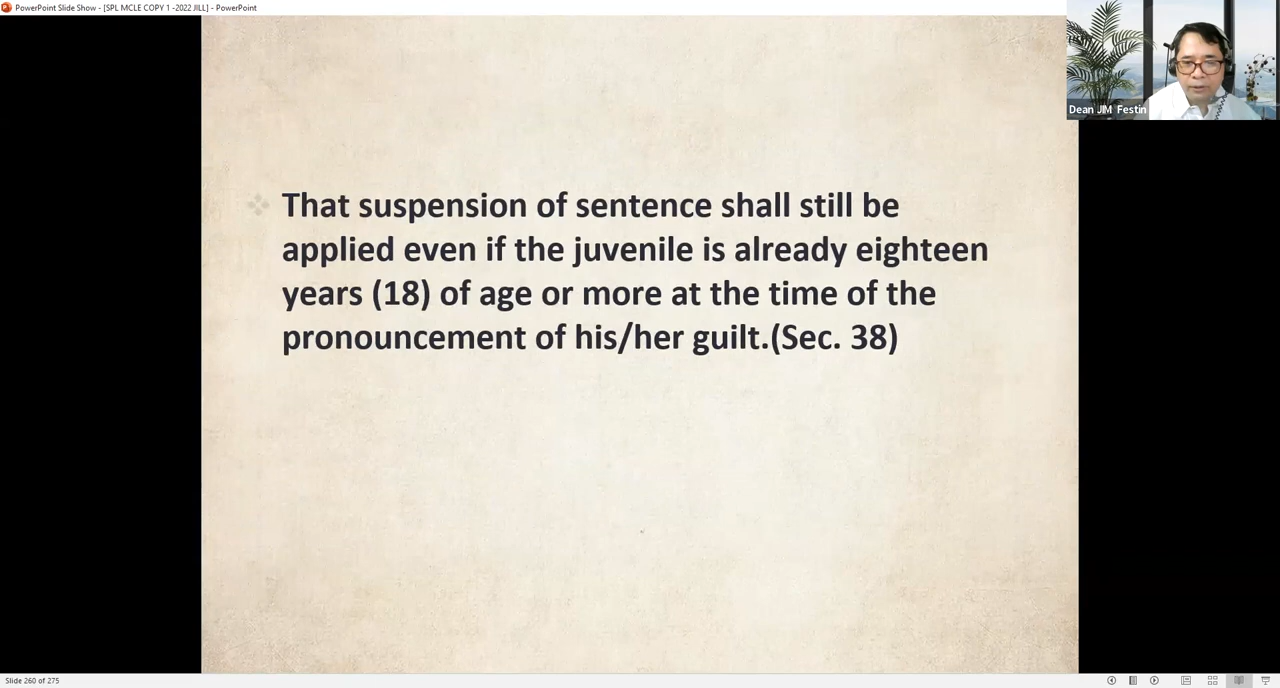 PowerPoint Slide Show - [SPL MCLE COPY 1 -2022 JILL] - PowerPoint
Dean JIM Festin
That suspension of sentence shall still be
applied even if the juvenile is already eighteen
years (18) of age or more at the time of the
pronouncement of his/her guilt.(Sec. 38)
Slide 260 of 275